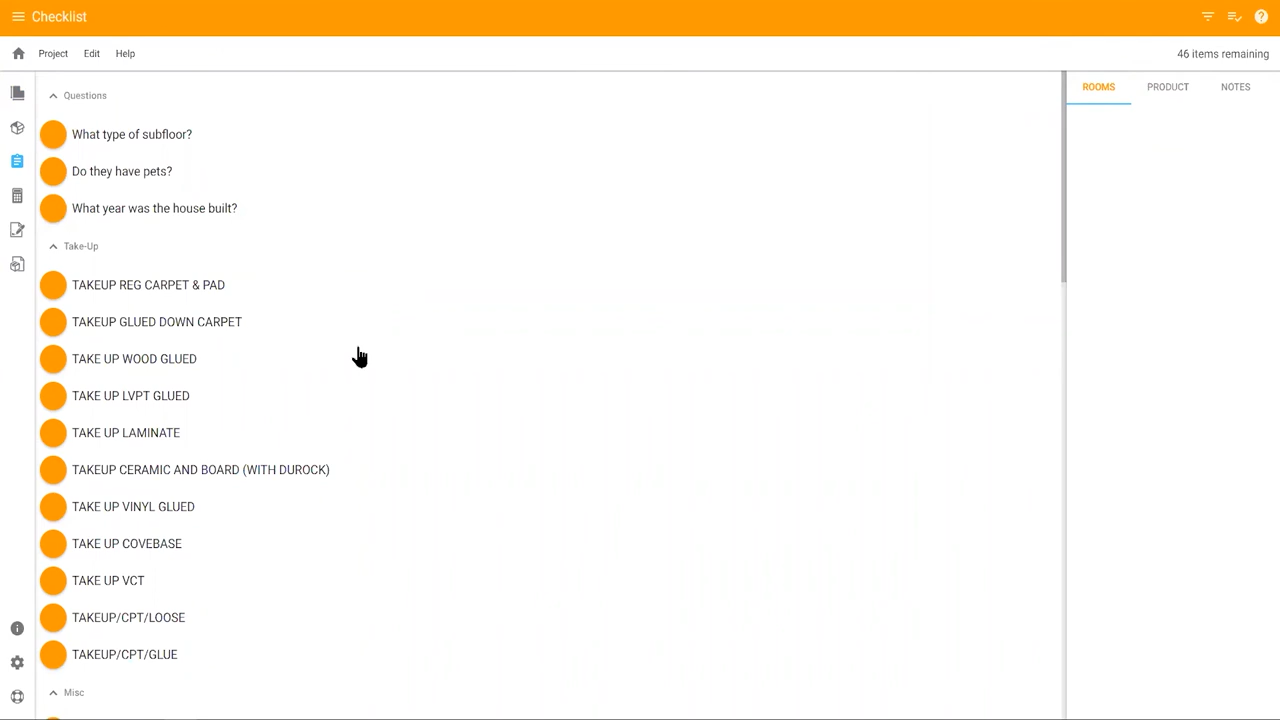 Checklist
Project Edit Help
46 items remaining
ROOMS PRODUCT NOTES
Questions
What type of subfloor?
Do they have pets?
What year was the house built?
Take-Up
TAKEUP REG CARPET & PAD
TAKEUP GLUED DOWN CARPET
TAKE UP WOOD GLUED
TAKE UP LVPT GLUED
TAKE UP LAMINATE
TAKEUP CERAMIC AND BOARD (WITH DUROCK)
TAKE UP VINYL GLUED
TAKE UP COVEBASE
TAKE UP VCT
TAKEUP/CPT/LOOSE
TAKEUP/CPT/GLUE
Misc